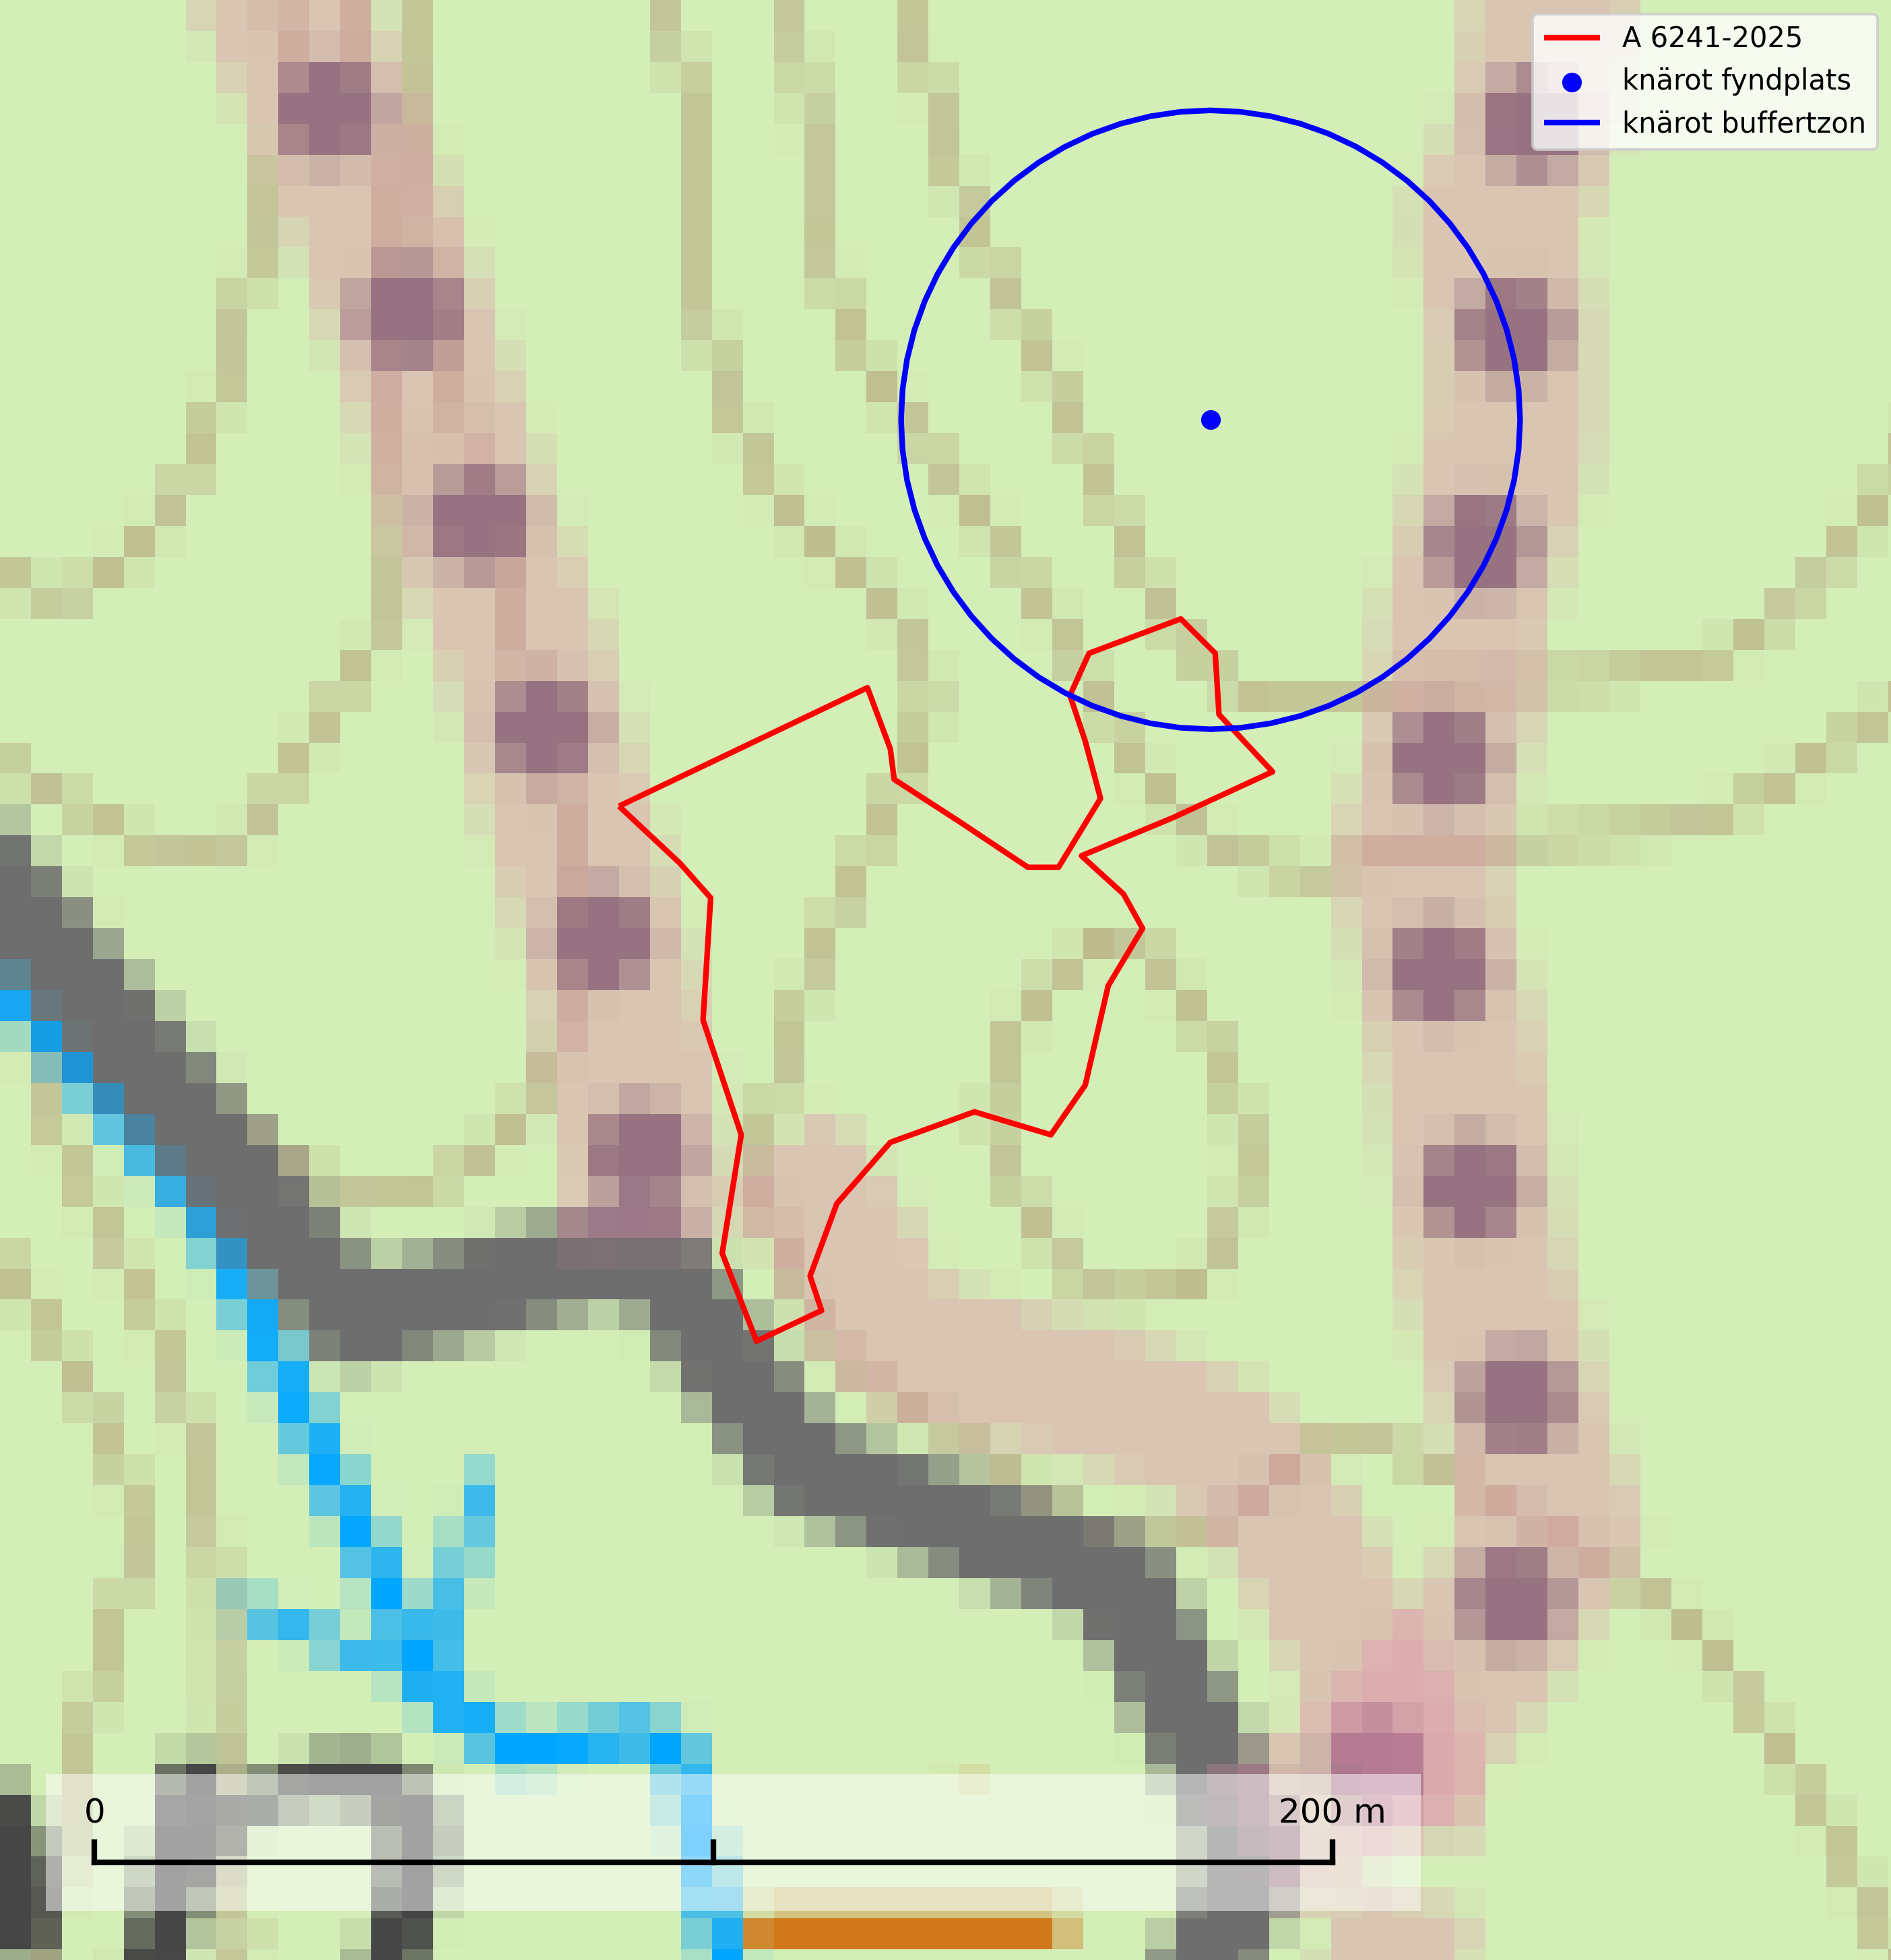 A 6241-2025
knärot fyndplats
knärot buffertzon
0 200 m